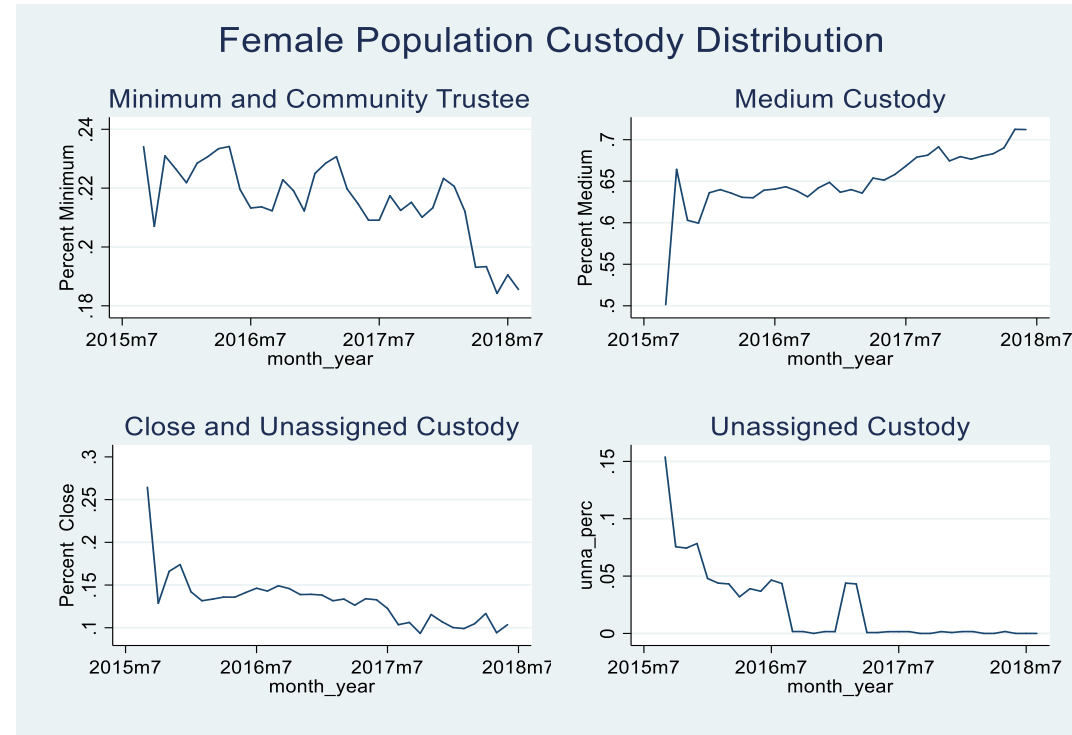 Female Population Custody Distribution
Minimum and Community Trustee
Percent Minimum
.24
.22
.2
.18
2015m7 2016m7 2017m7 2018m7
month_year
Medium Custody
Percent Medium
.7
.65
.6
.55
.5
2015m7 2016m7 2017m7 2018m7
month_year
Close and Unassigned Custody
Percent Close
.3
.25
.2
.15
.1
2015m7 2016m7 2017m7 2018m7
month_year
Unassigned Custody
unna_perc
.15
.1
.05
0
2015m7 2016m7 2017m7 2018m7
month_year